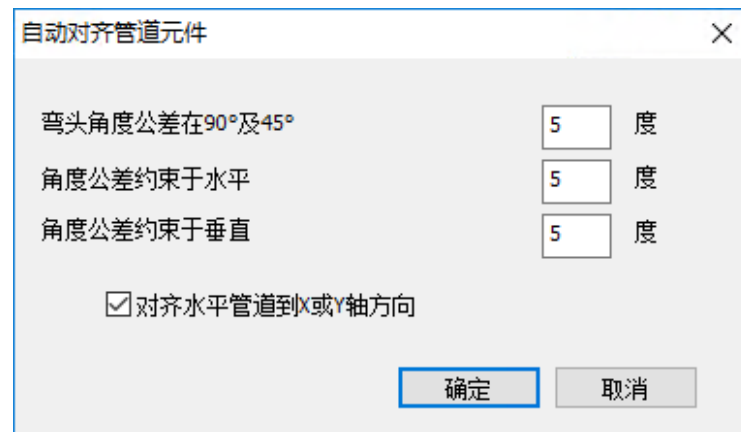 自动对齐管道元件
弯头角度公差在90°及45° 5 度
角度公差约束于水平 5 度
角度公差约束于垂直 5 度
对齐水平管道到X或Y轴方向
确定 取消